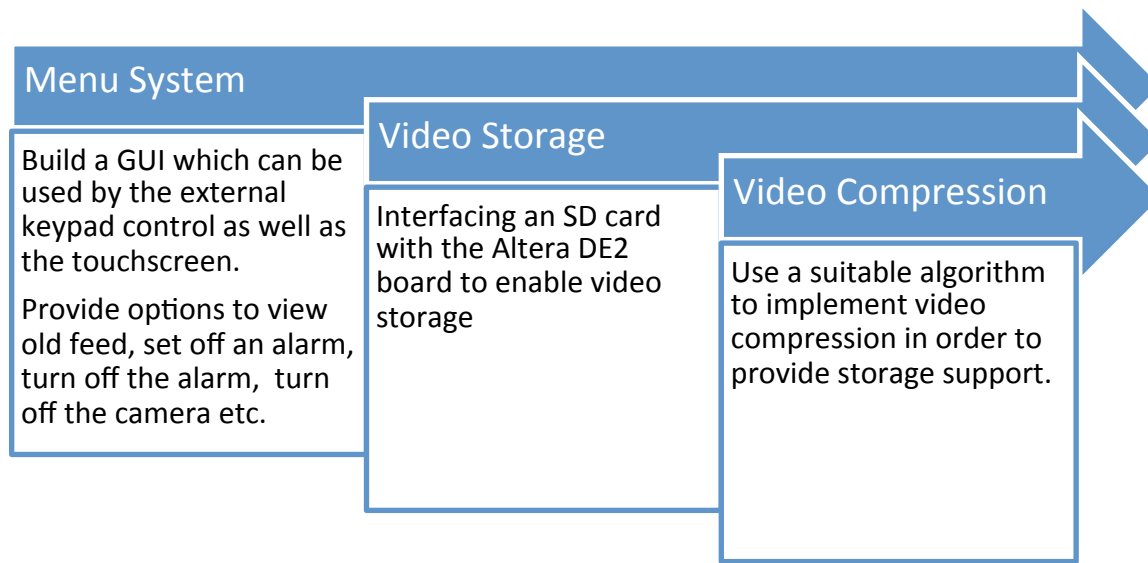 Menu System
Build a GUI which can be
used by the external
keypad control as well as
the touchscreen.
Provide options to view
old feed, set off an alarm,
turn off the alarm, turn
off the camera etc.
Video Storage
Interfacing an SD card
with the Altera DE2
board to enable video
storage
Video Compression
Use a suitable algorithm
to implement video
compression in order to
provide storage support.